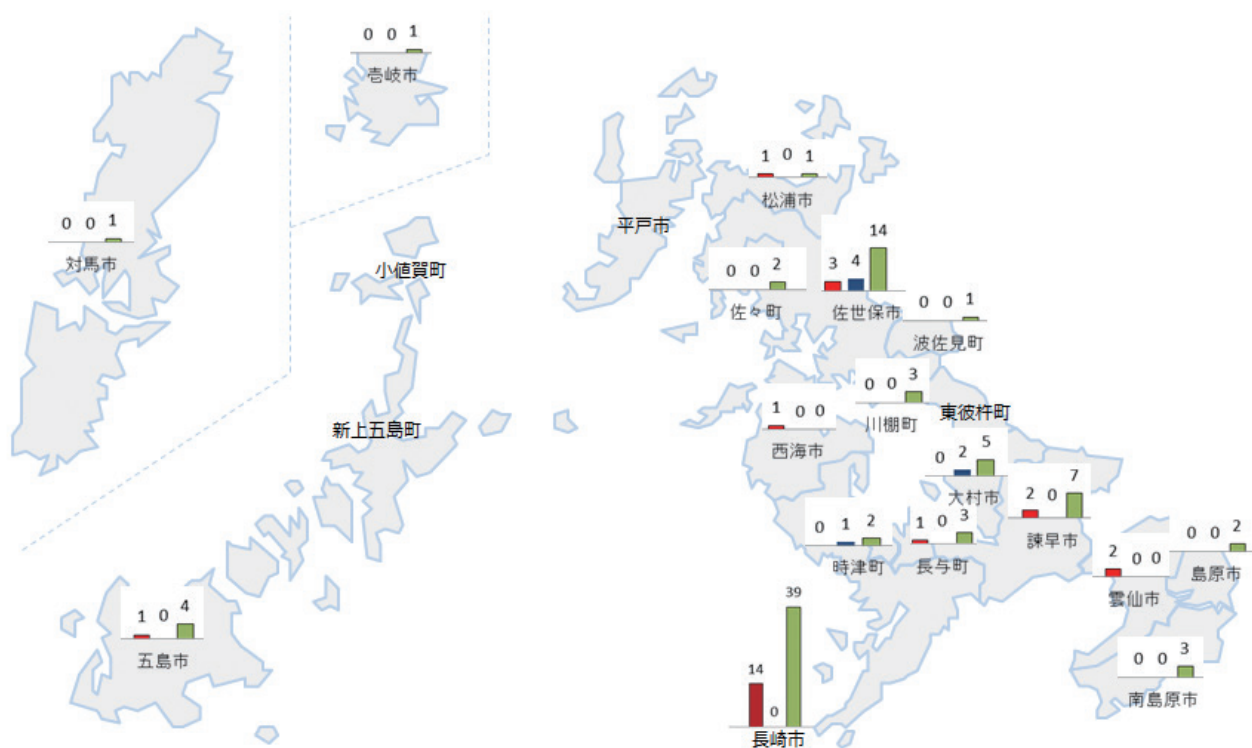 0 0 1
壱岐市
1 0 1
松浦市
平戸市
0 0 1
対馬市
小値賀町
0 0 2
佐々町
3 4 14
佐世保市
0 0 1
波佐見町
0 0 3
川棚町
東彼杵町
新上五島町
1 0 0
西海市
0 2 5
大村市
2 0 7
諫早市
0 1 2
時津町
1 0 3
長与町
2 0 0
雲仙市
0 0 2
島原市
1 0 4
五島市
14 0 39
長崎市
0 0 3
南島原市